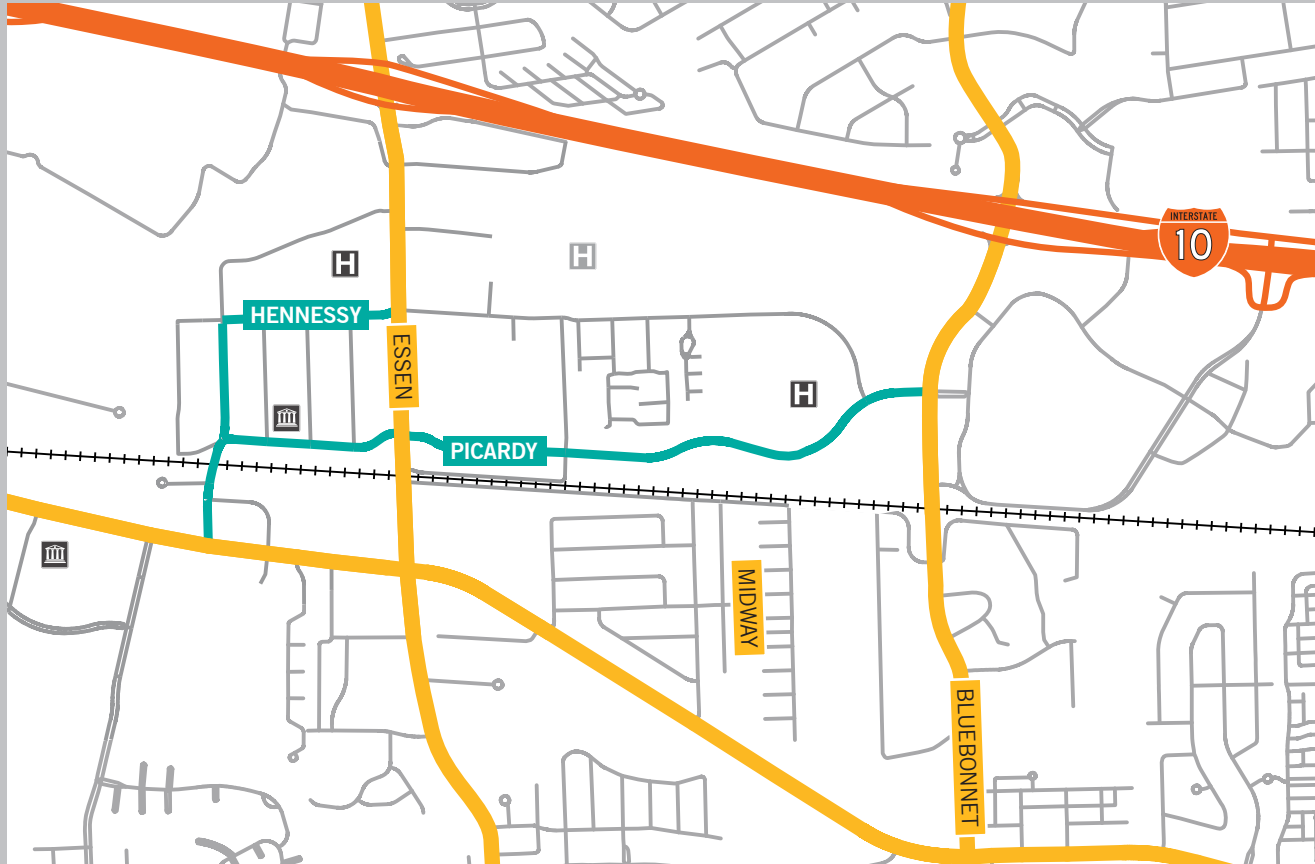 INTERSTATE
10
H
H
HENNESSY
ESSEN
H
PICARDY
MIDWAY
BLUEBONNET